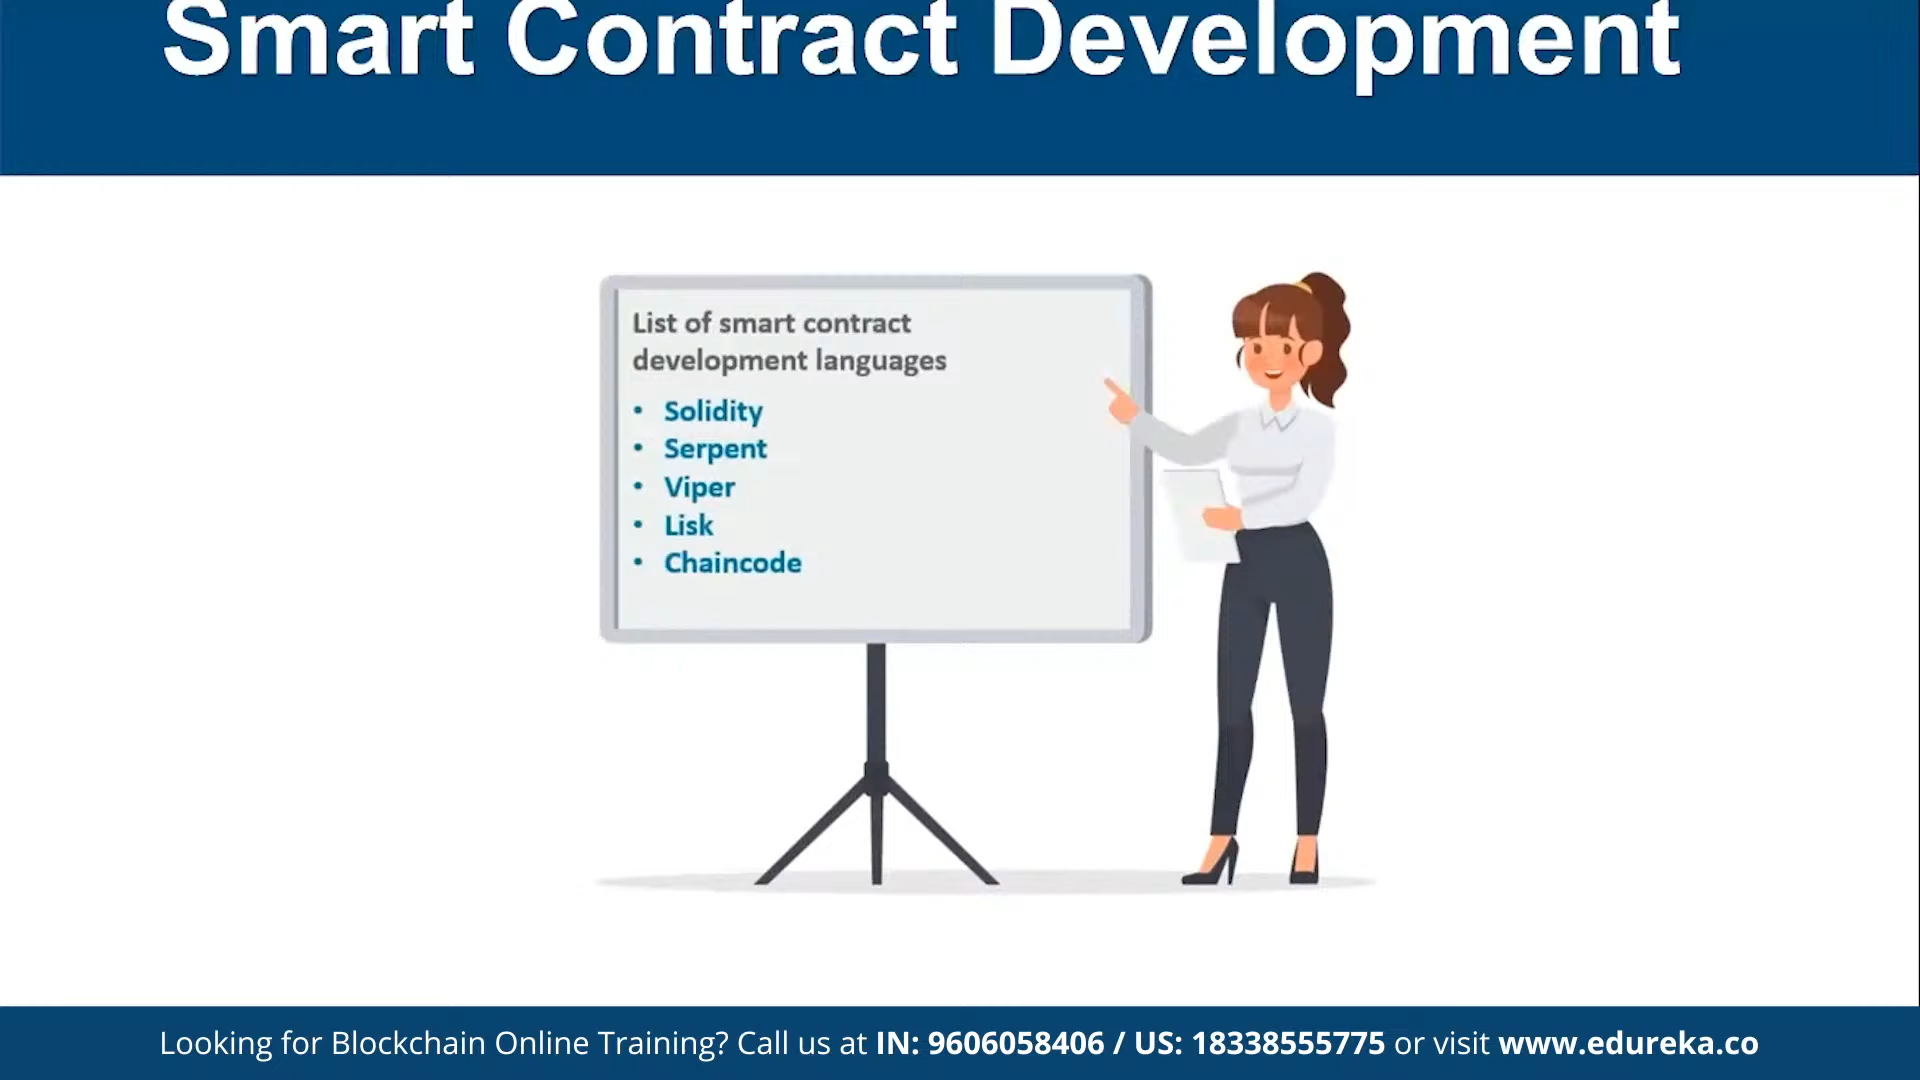 Smart Contract Development
List of smart contract
development languages
• Solidity
• Serpent
• Viper
• Lisk
• Chaincode
Looking for Blockchain Online Training? Call us at IN: 9606058406 / US: 18338555775 or visit www.edureka.co